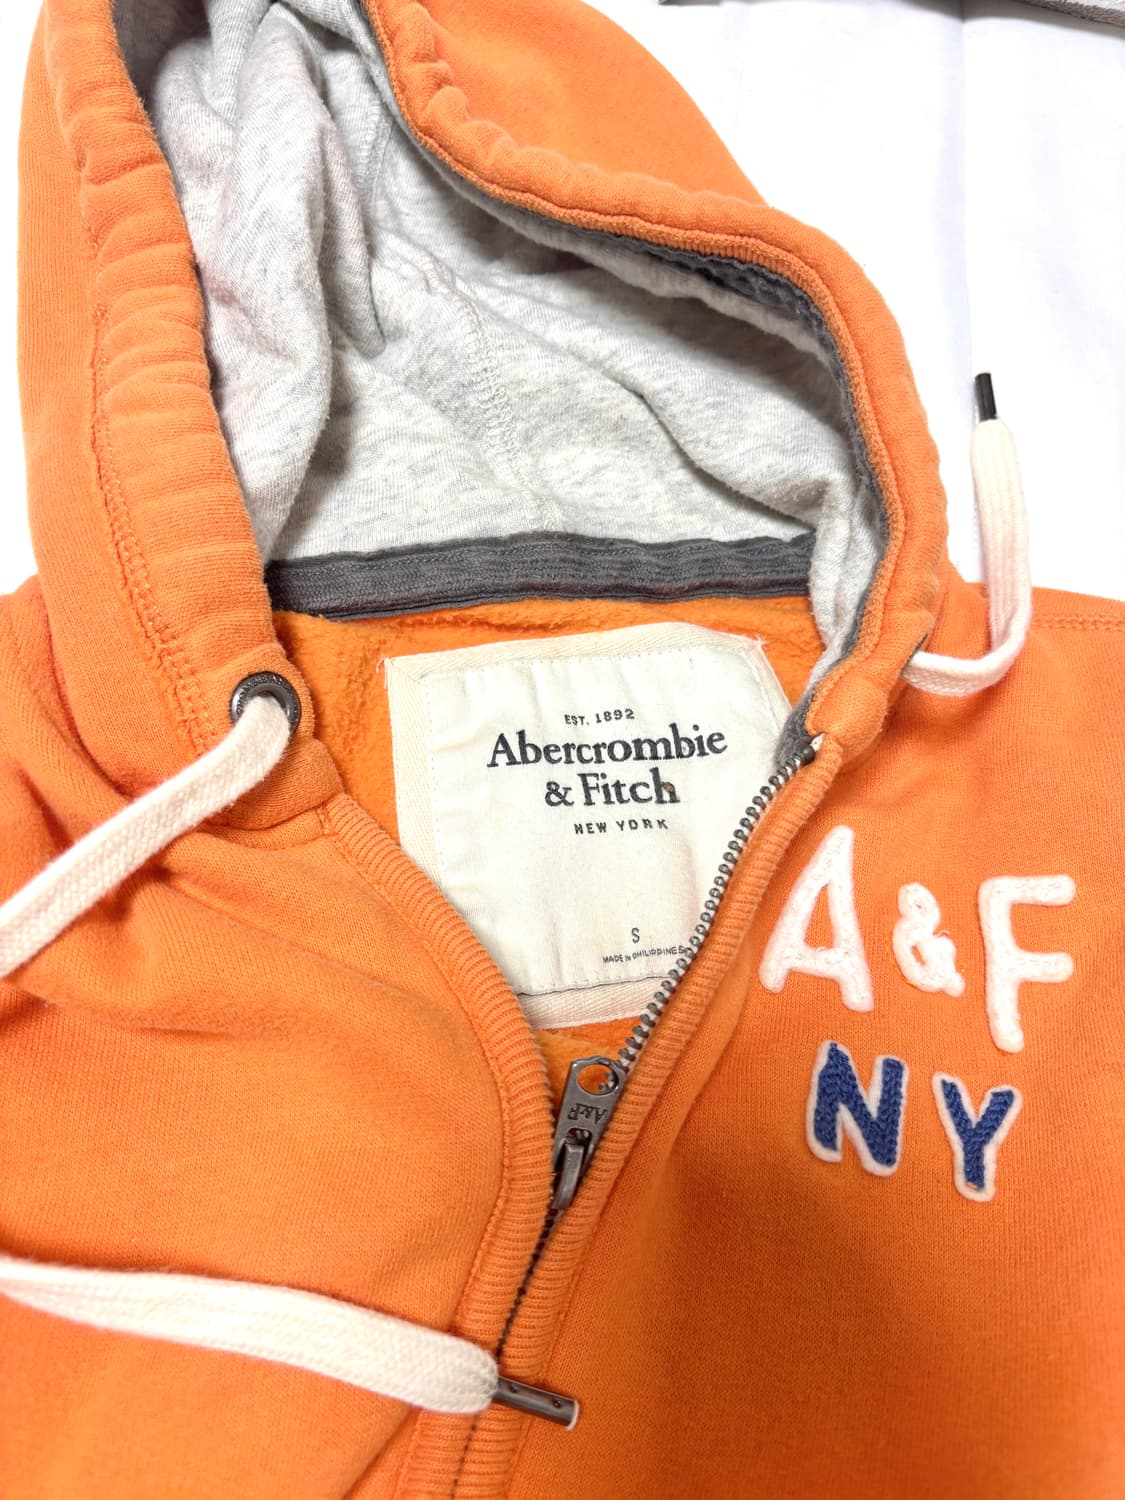 EST. 1892
Abercrombie
& Fitch
NEW YORK
S
MADE IN PHILIPPINES
A&F
NY
A&F